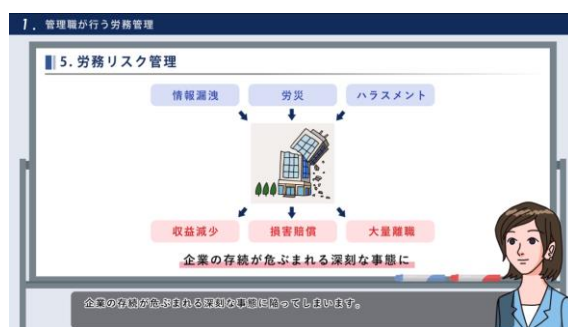 1. 管理職が行う労務管理
5. 労務リスク管理
情報漏洩 労災 ハラスメント
収益減少 損害賠償 大量離職
企業の存続が危ぶまれる深刻な事態に
企業の存続が危ぶまれる深刻な事態に陥ってしまいます。